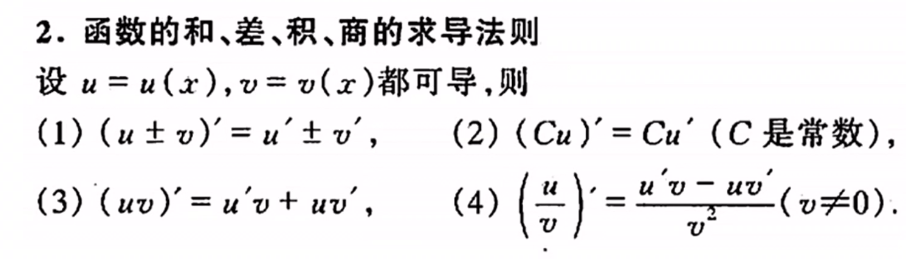 2. 函数的和、差、积、商的求导法则
设 u = u(x), v = v(x)都可导,则
(1) (u ± v)′ = u′ ± v′, (2) (Cu)′ = Cu′ (C 是常数),
(3) (uv)′ = u′v + uv′, (4) (u/v)′ = (u′v − uv′)/v² (v≠0).